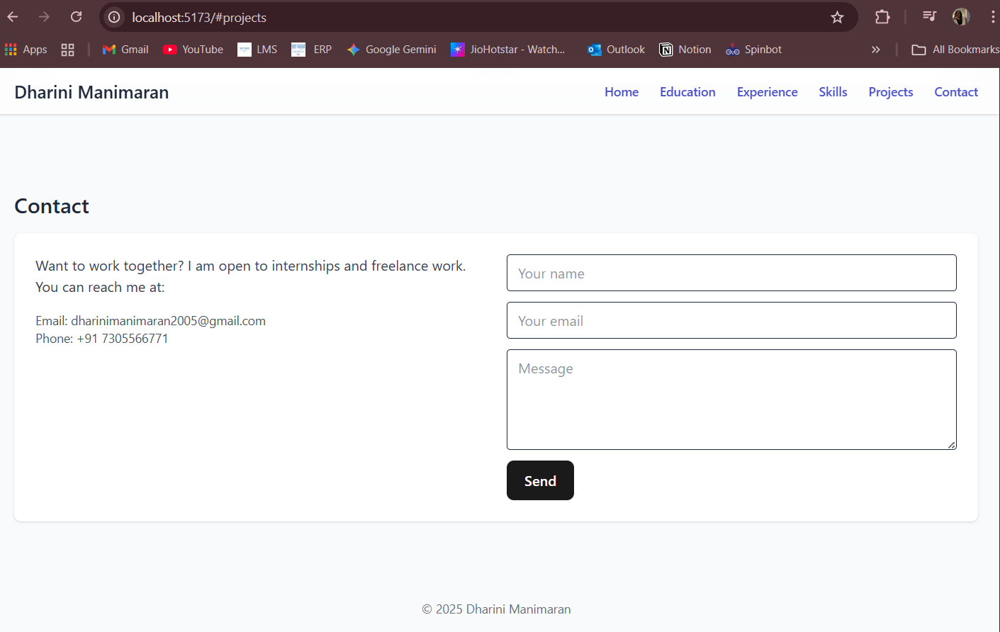 localhost:5173/#projects
Apps Gmail YouTube LMS ERP Google Gemini JioHotstar - Watch... Outlook Notion Spinbot » All Bookmarks
Dharini Manimaran Home Education Experience Skills Projects Contact
Contact
Want to work together? I am open to internships and freelance work.
You can reach me at:
Email: dharinimanimaran2005@gmail.com
Phone: +91 7305566771
Your name
Your email
Message
Send
© 2025 Dharini Manimaran